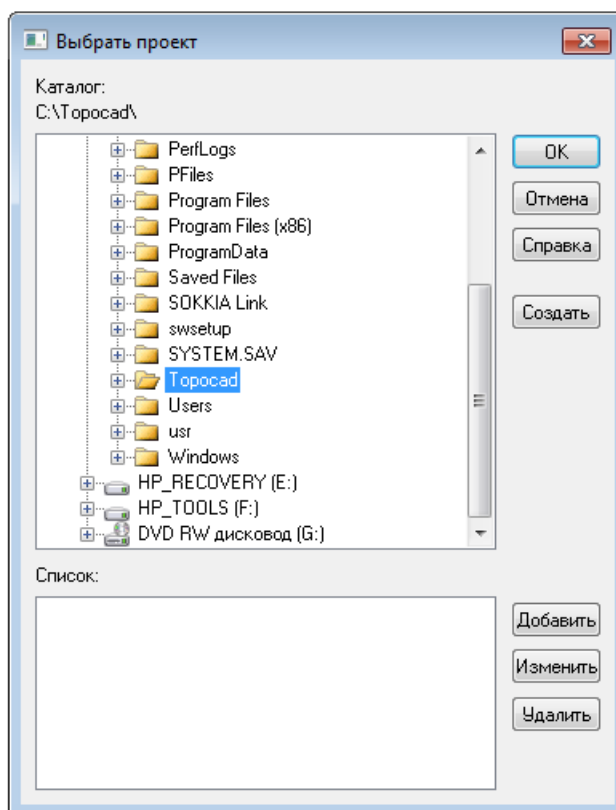 Выбрать проект
Каталог:
C:\Topocad\
PerfLogs
PFiles
Program Files
Program Files (x86)
ProgramData
Saved Files
SOKKIA Link
swsetup
SYSTEM.SAV
Topocad
Users
usr
Windows
HP_RECOVERY (E:)
HP_TOOLS (F:)
DVD RW дисковод (G:)
OK
Отмена
Справка
Создать
Список:
Добавить
Изменить
Удалить